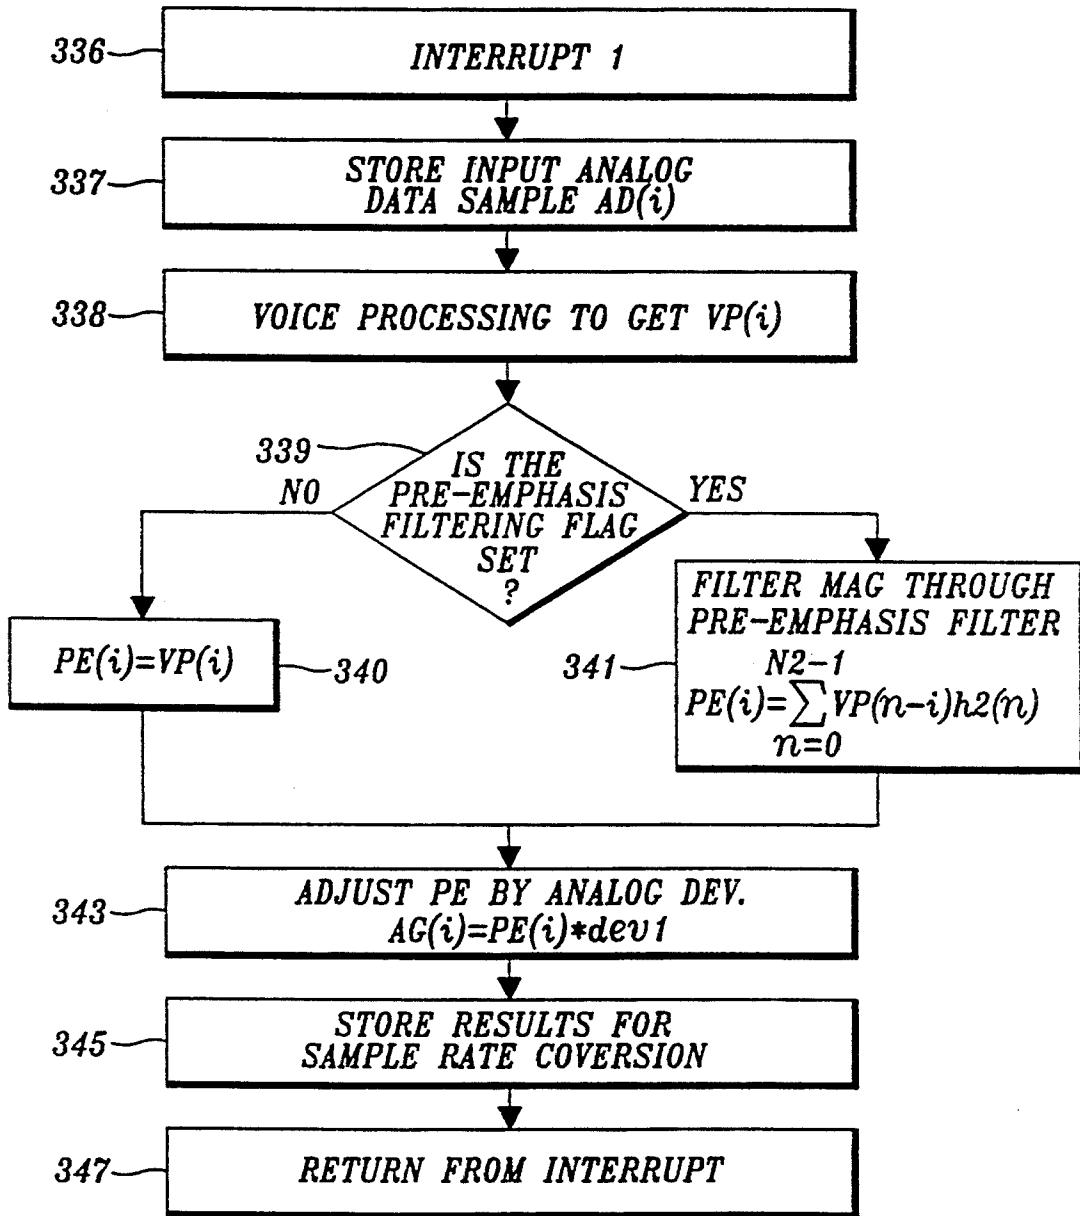 336
INTERRUPT 1
337
STORE INPUT ANALOG
DATA SAMPLE AD(i)
338
VOICE PROCESSING TO GET VP(i)
339
IS THE
PRE-EMPHASIS
FILTERING FLAG
SET
?
NO
YES
PE(i)=VP(i)
340
341
FILTER MAG THROUGH
PRE-EMPHASIS FILTER
N2-1
PE(i)=∑VP(n-i)h2(n)
n=0
343
ADJUST PE BY ANALOG DEV.
AG(i)=PE(i)*dev1
345
STORE RESULTS FOR
SAMPLE RATE COVERSION
347
RETURN FROM INTERRUPT